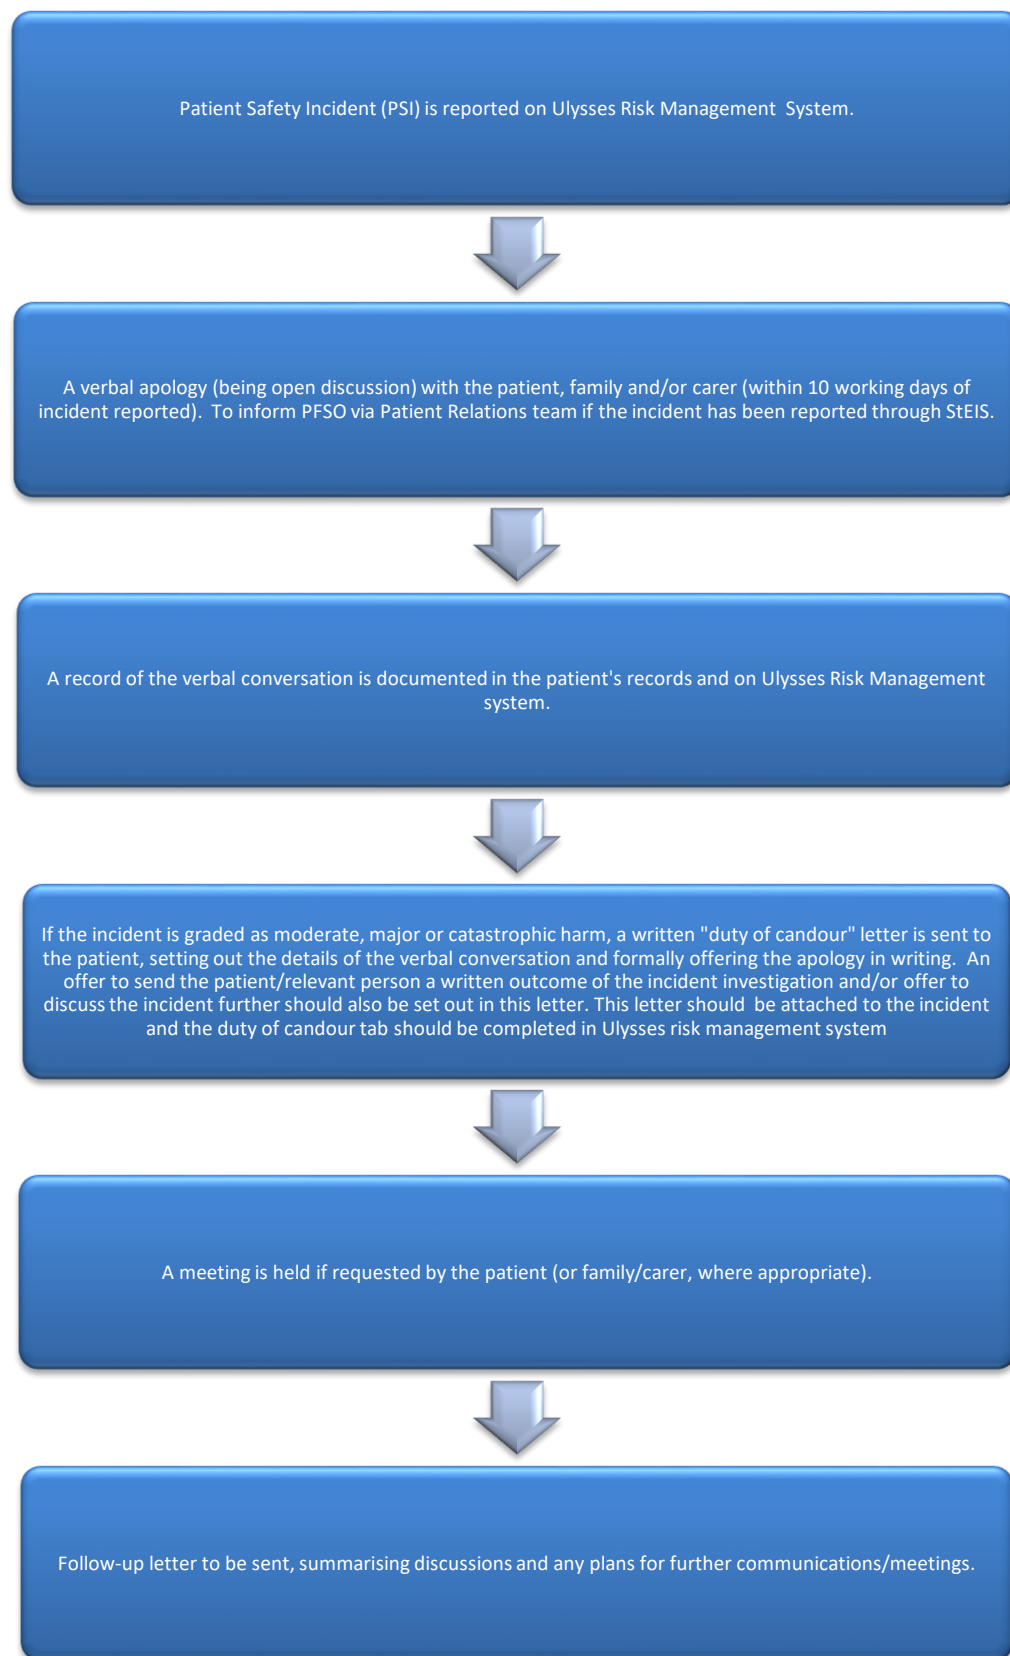 Patient Safety Incident (PSI) is reported on Ulysses Risk Management  System.
A verbal apology (being open discussion) with the patient, family and/or carer (within 10 working days of
incident reported).  To inform PFSO via Patient Relations team if the incident has been reported through StEIS.
A record of the verbal conversation is documented in the patient's records and on Ulysses Risk Management
system.
If the incident is graded as moderate, major or catastrophic harm, a written "duty of candour" letter is sent to
the patient, setting out the details of the verbal conversation and formally offering the apology in writing.  An
offer to send the patient/relevant person a written outcome of the incident investigation and/or offer to
discuss the incident further should also be set out in this letter. This letter should  be attached to the incident
and the duty of candour tab should be completed in Ulysses risk management system
A meeting is held if requested by the patient (or family/carer, where appropriate).
Follow-up letter to be sent, summarising discussions and any plans for further communications/meetings.